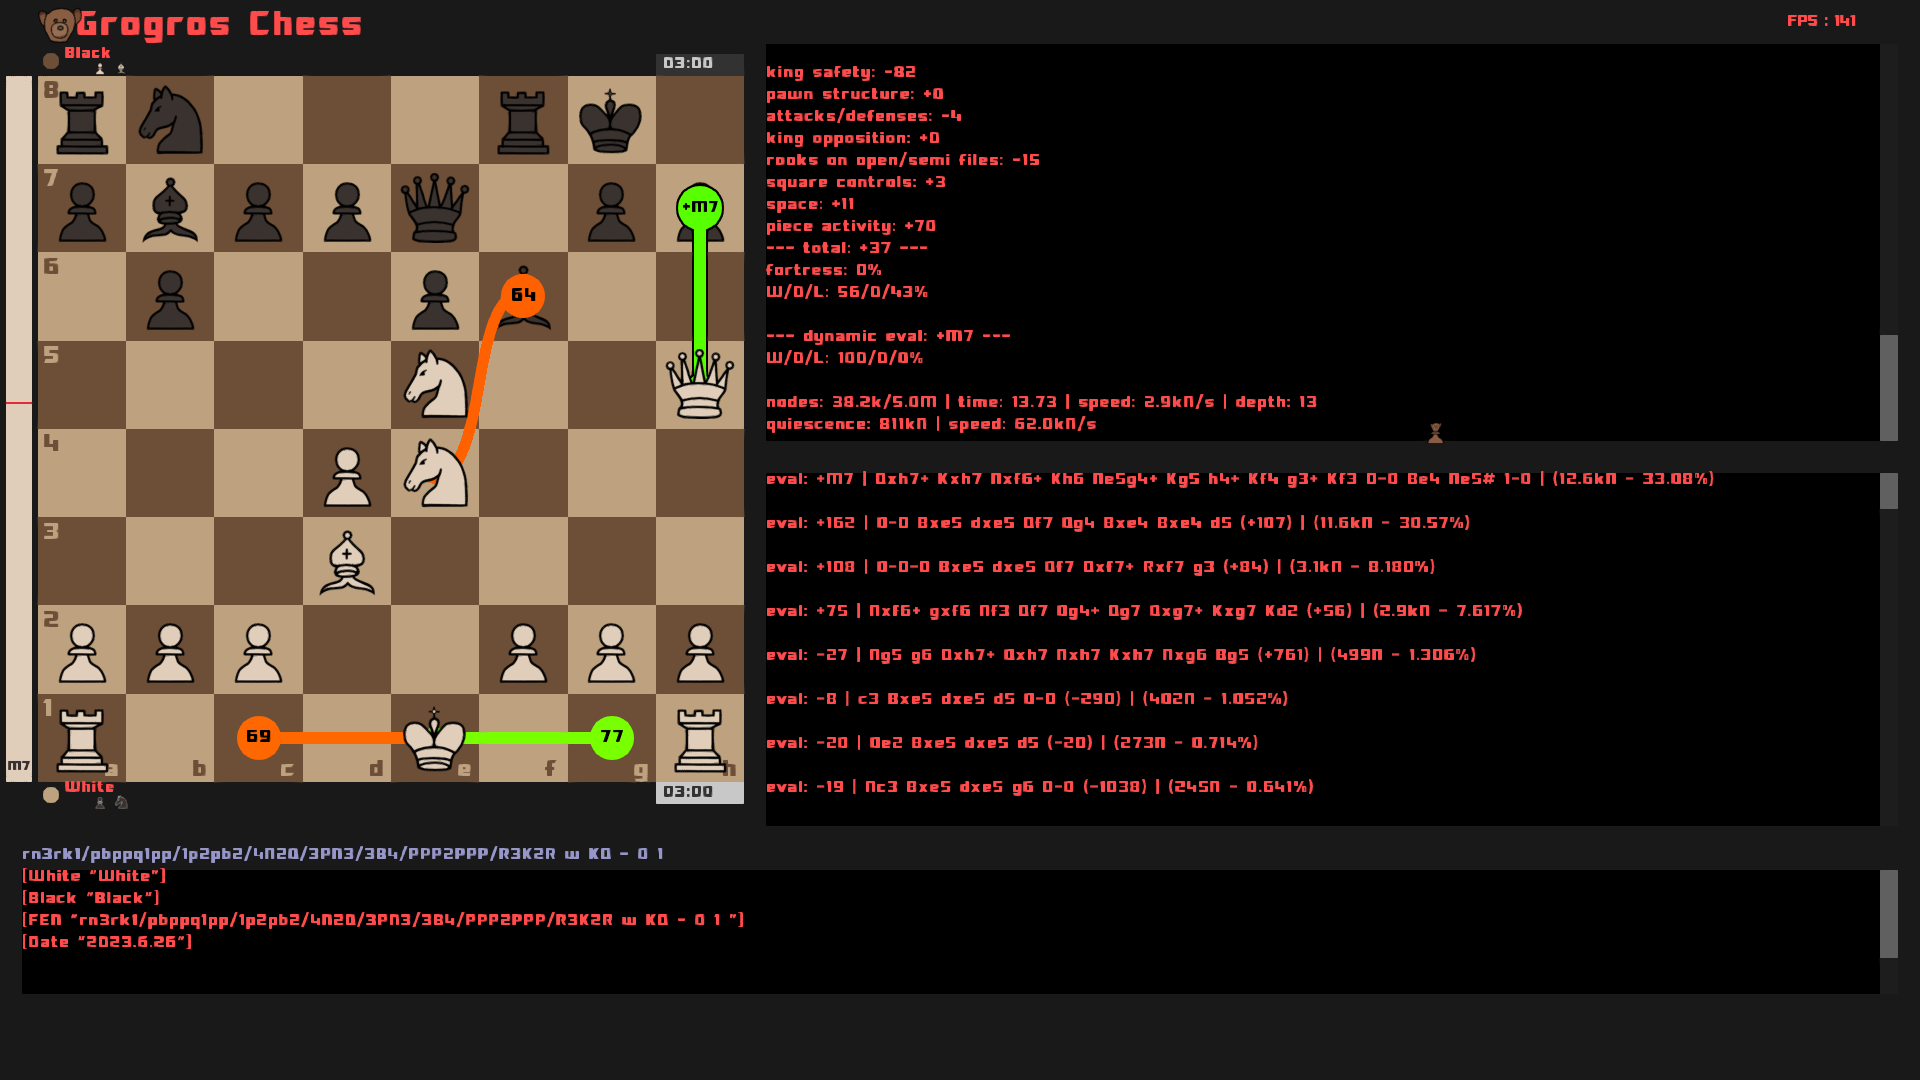 Grogros Chess
FPS : 141
Black
03:00
8
7
6
5
4
3
2
1
a b c d e f g h
+M7
64
69
77
m7
White
03:00
king safety: -82
pawn structure: +0
attacks/defenses: -4
king opposition: +0
rooks on open/semi files: -15
square controls: +3
space: +11
piece activity: +70
--- total: +37 ---
fortress: 0%
W/D/L: 56/0/43%
--- dynamic eval: +M7 ---
W/D/L: 100/0/0%
nodes: 38.2k/5.0M | time: 13.73 | speed: 2.9kN/s | depth: 13
quiescence: 811kN | speed: 62.0kN/s
eval: +M7 | Qxh7+ Kxh7 Nxf6+ Kh6 Ne5g4+ Kg5 h4+ Kf4 g3+ Kf3 O-O Be4 Ne5# 1-0 | (12.6kN - 33.08%)
eval: +162 | O-O Bxe5 dxe5 Qf7 Qg4 Bxe4 Bxe4 d5 (+107) | (11.6kN - 30.57%)
eval: +108 | O-O-O Bxe5 dxe5 Qf7 Qxf7+ Rxf7 g3 (+84) | (3.1kN - 8.180%)
eval: +75 | Nxf6+ gxf6 Nf3 Qf7 Qg4+ Qg7 Qxg7+ Kxg7 Kd2 (+56) | (2.9kN - 7.617%)
eval: -27 | Ng5 g6 Qxh7+ Qxh7 Nxh7 Kxh7 Nxg6 Bg5 (+761) | (499N - 1.306%)
eval: -8 | c3 Bxe5 dxe5 d5 O-O (-290) | (402N - 1.052%)
eval: -20 | Qe2 Bxe5 dxe5 d5 (-20) | (273N - 0.714%)
eval: -19 | Nc3 Bxe5 dxe5 g6 O-O (-1038) | (245N - 0.641%)
rn3rk1/pbppq1pp/1p2pb2/4N2Q/3PN3/3B4/PPP2PPP/R3K2R w KQ - 0 1
[White "White"]
[Black "Black"]
[FEN "rn3rk1/pbppq1pp/1p2pb2/4N2Q/3PN3/3B4/PPP2PPP/R3K2R w KQ - 0 1 "]
[Date "2023.6.26"]